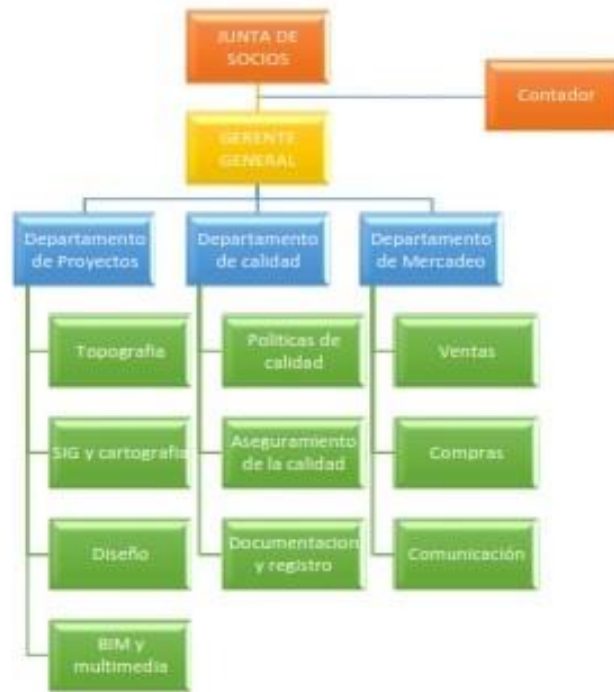 JUNTA DE
SOCIOS
Contador
GERENTE
GENERAL
Departamento
de Proyectos
Departamento
de calidad
Departamento
de Mercadeo
Topografia
Politicas de
calidad
Ventas
SIG y cartografia
Aseguramiento
de la calidad
Compras
Diseño
Documentacion
y registro
Comunicación
BIM y
multimedia